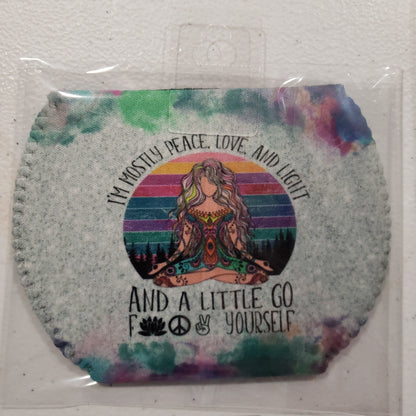 I'M MOSTLY PEACE, LOVE, AND LIGHT
AND A LITTLE GO
F🪷☮✌ YOURSELF